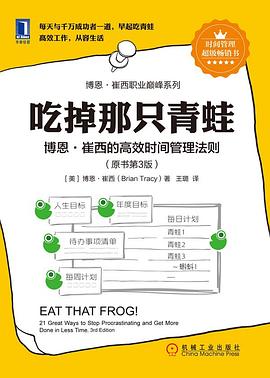 华章经管
每天与千万成功者一道，早起吃青蛙
高效工作，从容生活
时间管理
超级畅销书
博恩·崔西职业巅峰系列
吃掉那只青蛙
博恩·崔西的高效时间管理法则
（原书第3版）
［美］博恩·崔西（Brian Tracy） 著 王璐 译
人生目标
年度目标
待办事项清单
每周计划
每日计划
青蛙1
青蛙2
青蛙3
~蝌蚪!
EAT THAT FROG!
21 Great Ways to Stop Procrastinating and Get More
Done in Less Time, 3rd Edition
机械工业出版社
China Machine Press